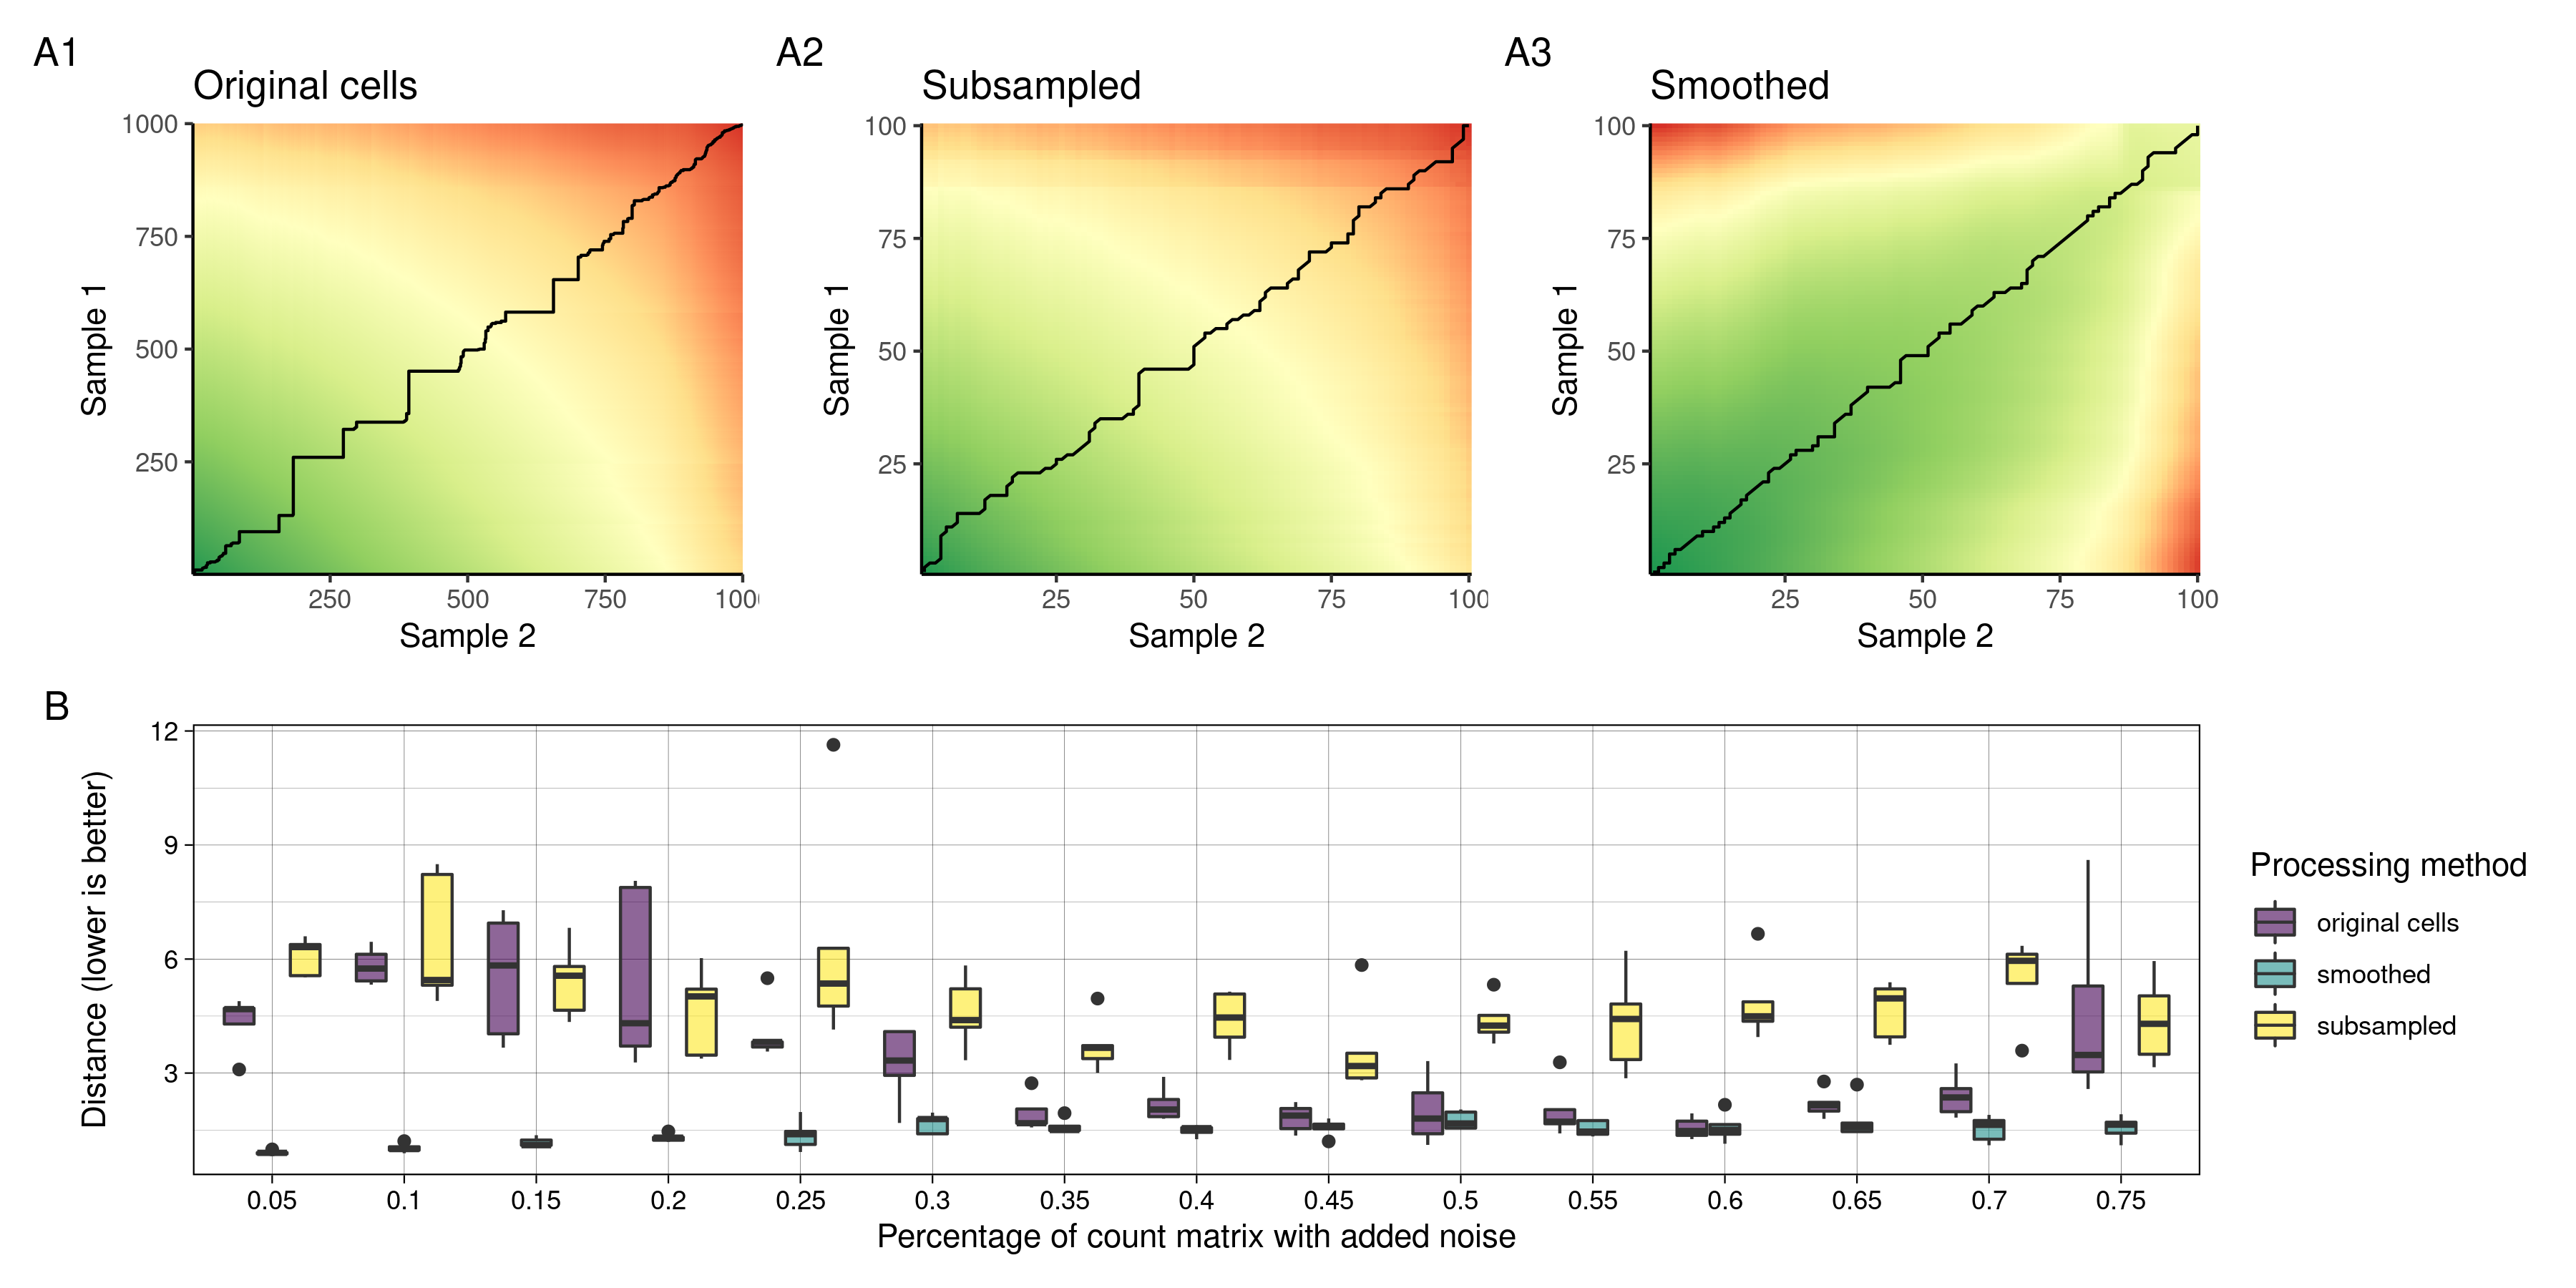 A1
Original cells
1000
750
500
250
Sample 1
250 500 750 100
Sample 2
A2
Subsampled
100
75
50
25
Sample 1
25 50 75 100
Sample 2
A3
Smoothed
100
75
50
25
Sample 1
25 50 75 100
Sample 2
B
12
9
6
3
Distance (lower is better)
0.05 0.1 0.15 0.2 0.25 0.3 0.35 0.4 0.45 0.5 0.55 0.6 0.65 0.7 0.75
Percentage of count matrix with added noise
Processing method
original cells
smoothed
subsampled